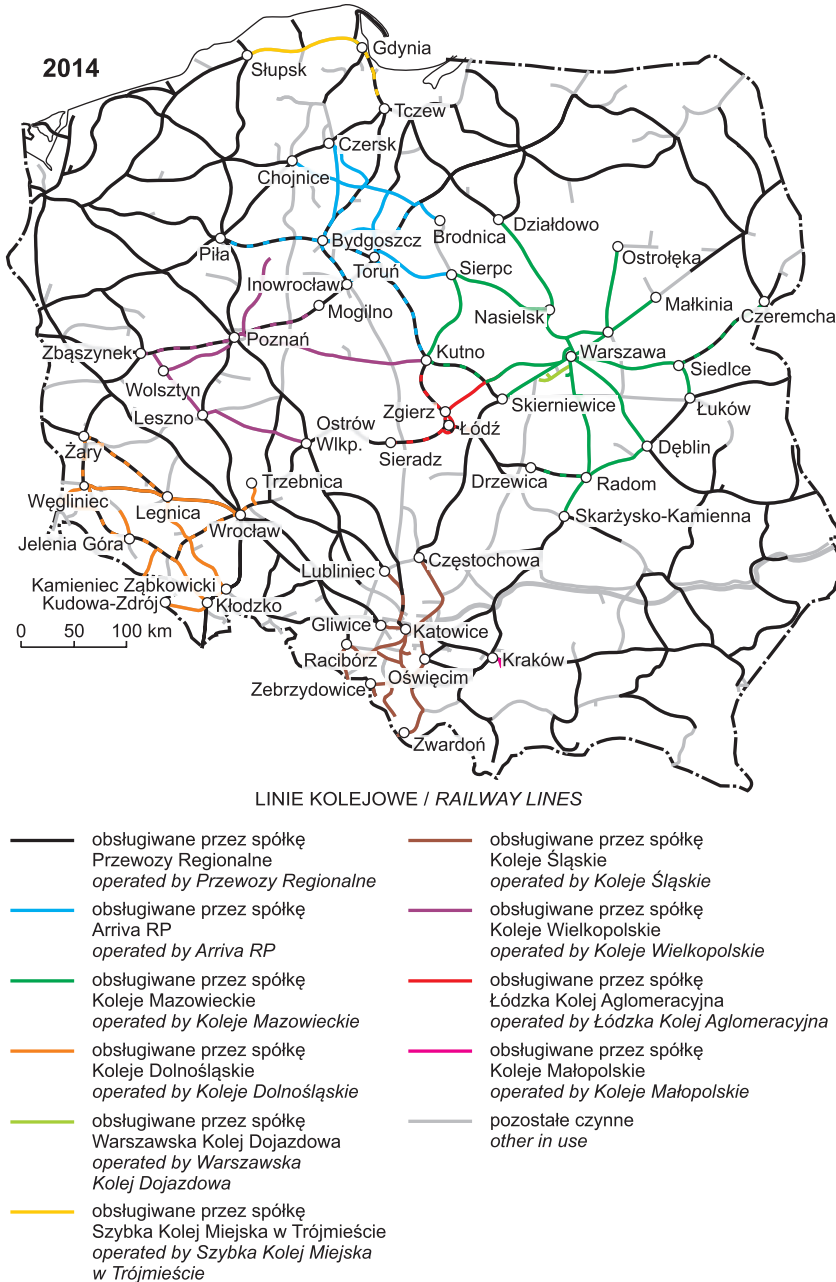 2014
Gdynia
Słupsk
Tczew
Czersk
Chojnice
Działdowo
Brodnica
Bydgoszcz
Piła
Toruń
Ostrołęka
Sierpc
Inowrocław
Małkinia
Mogilno
Nasielsk
Czeremcha
Poznań
Zbąszynek
Kutno
Warszawa
Siedlce
Wolsztyn
Skierniewice
Łuków
Leszno
Zgierz
Ostrów
Wlkp.
Łódź
Żary
Sieradz
Dęblin
Drzewica
Radom
Trzebnica
Węgliniec
Legnica
Wrocław
Skarżysko-Kamienna
Jelenia Góra
Lubliniec
Częstochowa
Kamieniec Ząbkowicki
Kudowa-Zdrój
Kłodzko
Gliwice
Katowice
0 50 100 km
Racibórz
Kraków
Oświęcim
Zebrzydowice
Zwardoń
LINIE KOLEJOWE / RAILWAY LINES
obsługiwane przez spółkę
Przewozy Regionalne
operated by Przewozy Regionalne
obsługiwane przez spółkę
Arriva RP
operated by Arriva RP
obsługiwane przez spółkę
Koleje Mazowieckie
operated by Koleje Mazowieckie
obsługiwane przez spółkę
Koleje Dolnośląskie
operated by Koleje Dolnośląskie
obsługiwane przez spółkę
Warszawska Kolej Dojazdowa
operated by Warszawska
Kolej Dojazdowa
obsługiwane przez spółkę
Szybka Kolej Miejska w Trójmieście
operated by Szybka Kolej Miejska
w Trójmieście
obsługiwane przez spółkę
Koleje Śląskie
operated by Koleje Śląskie
obsługiwane przez spółkę
Koleje Wielkopolskie
operated by Koleje Wielkopolskie
obsługiwane przez spółkę
Łódzka Kolej Aglomeracyjna
operated by Łódzka Kolej Aglomeracyjna
obsługiwane przez spółkę
Koleje Małopolskie
operated by Koleje Małopolskie
pozostałe czynne
other in use